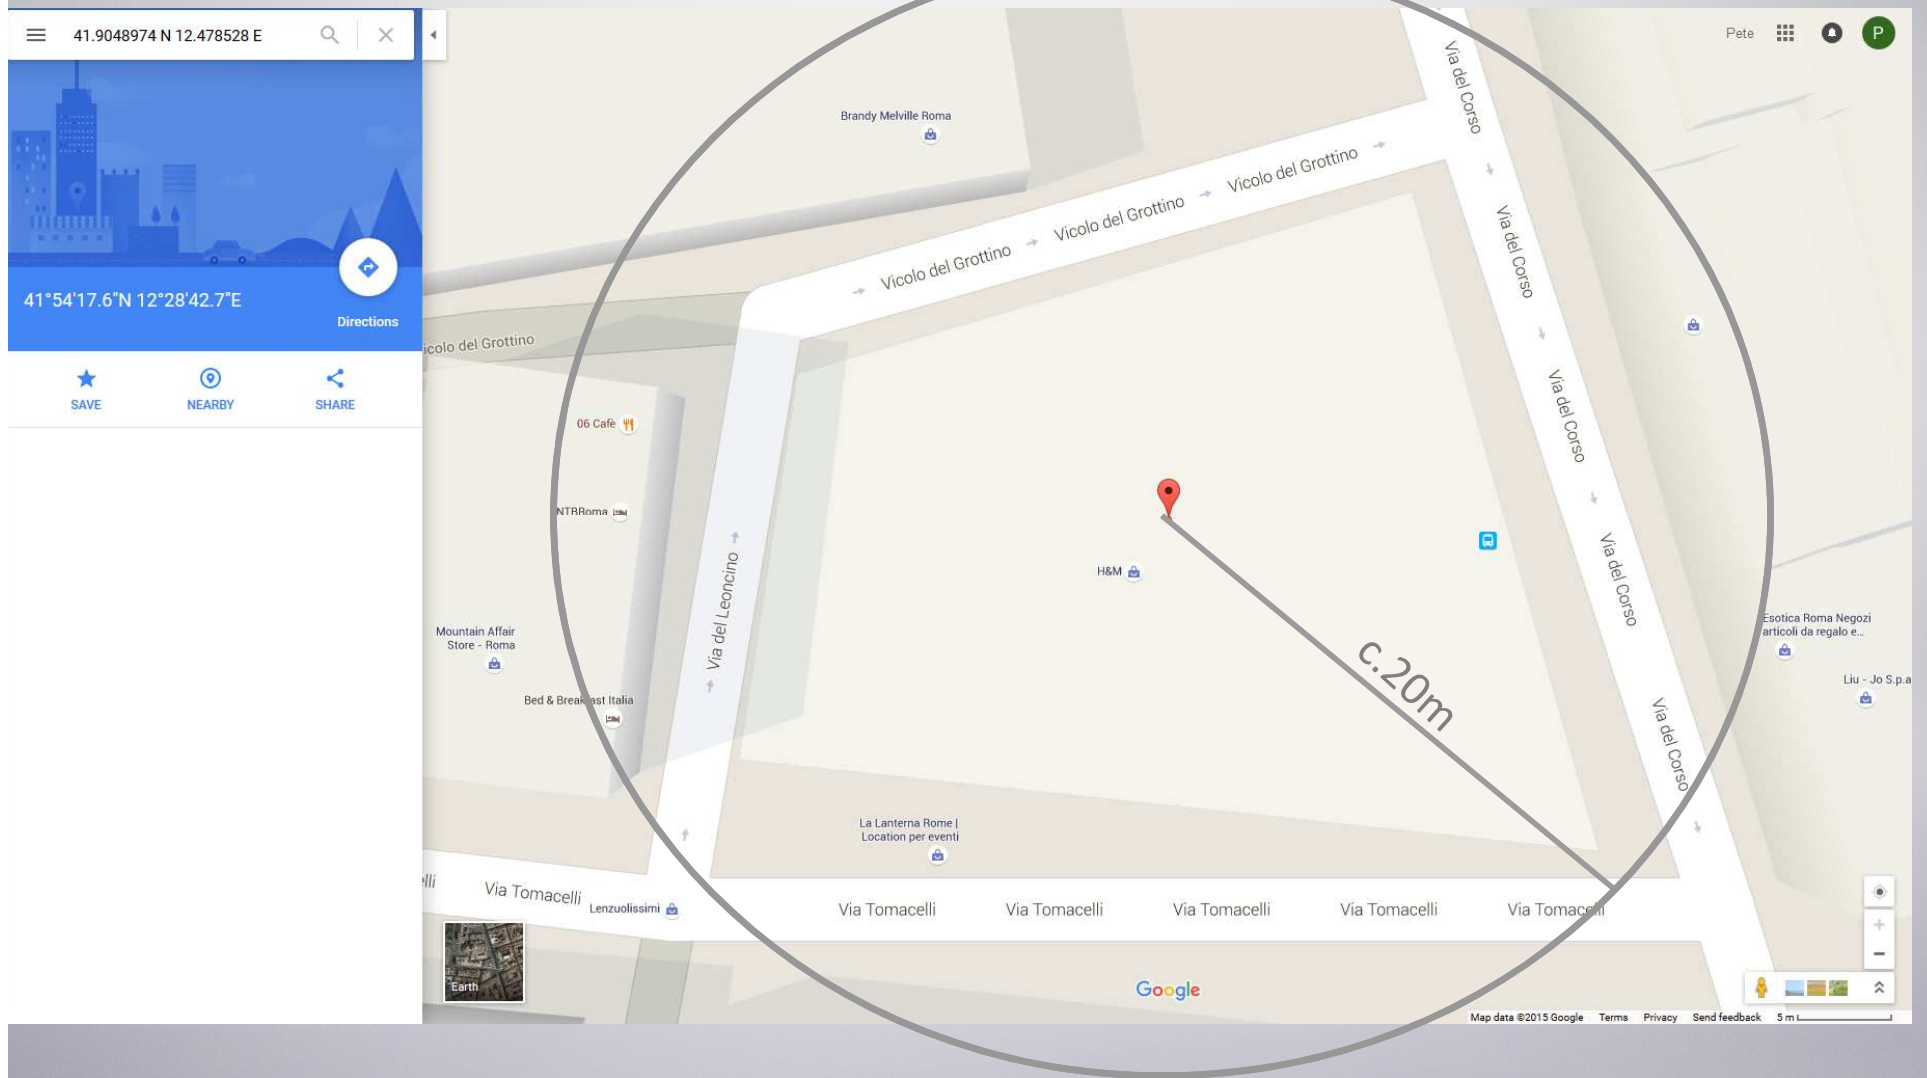 41.9048974 N 12.478528 E
Pete
P
41°54'17.6"N 12°28'42.7"E
Directions
SAVE
NEARBY
SHARE
Via del Corso
Brandy Melville Roma
Vicolo del Grottino
Vicolo del Grottino
Vicolo del Grottino
Via del Corso
icolo del Grottino
Via del Corso
06 Cafè
NTBRoma
H&M
Via del Leoncino
Via del Corso
Mountain Affair
Store - Roma
Esotica Roma Negozi
articoli da regalo e...
c.20m
Liu - Jo S.p.a
Bed & Breakfast Italia
Via del Corso
La Lanterna Rome |
Location per eventi
elli
Via Tomacelli
Lenzuolissimi
Via Tomacelli
Via Tomacelli
Via Tomacelli
Via Tomacelli
Via Tomacelli
Earth
Google
Map data ©2015 Google
Terms
Privacy
Send feedback
5 m